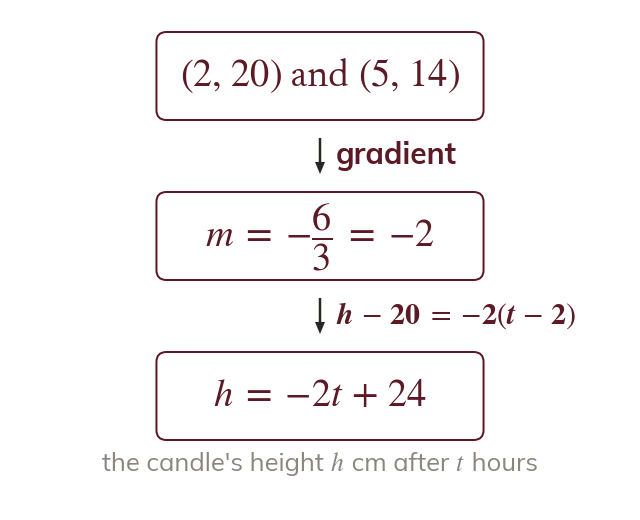 (2, 20) and (5, 14)
gradient
m = −6/3 = −2
h − 20 = −2(t − 2)
h = −2t + 24
the candle's height h cm after t hours